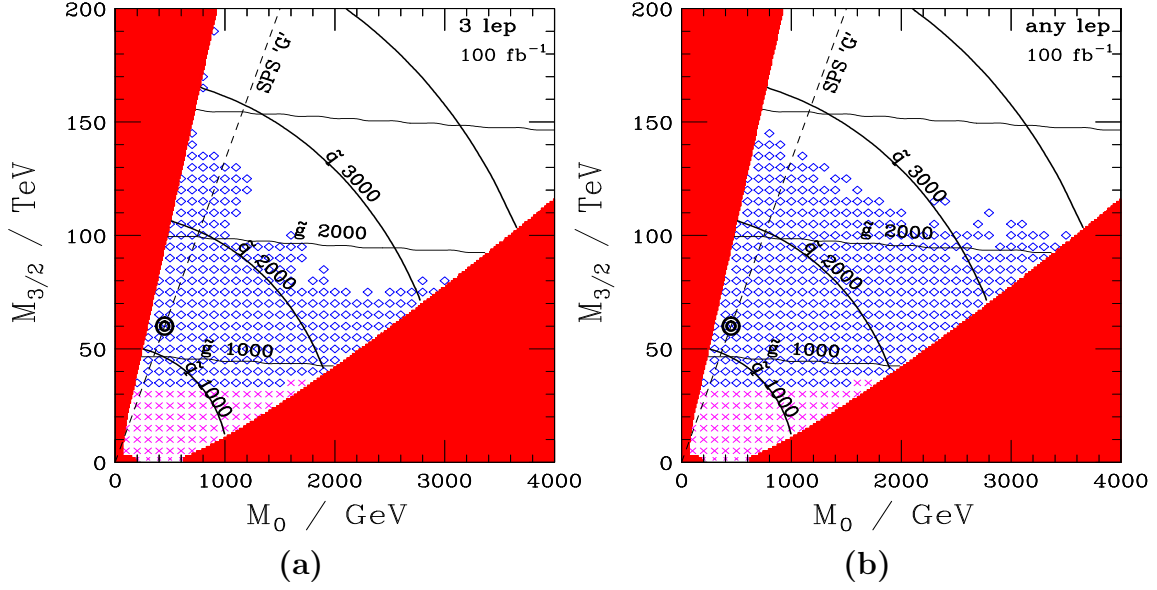 200
150
100
50
0
M3/2 / TeV
3 lep
100 fb−1
SPS 'G'
q̃ 3000
g̃ 2000
q̃ 2000
g̃ 1000
q̃ 1000
0 1000 2000 3000 4000
M0 / GeV
(a)
200
150
100
50
0
M3/2 / TeV
any lep
100 fb−1
SPS 'G'
q̃ 3000
g̃ 2000
q̃ 2000
g̃ 1000
q̃ 1000
0 1000 2000 3000 4000
M0 / GeV
(b)